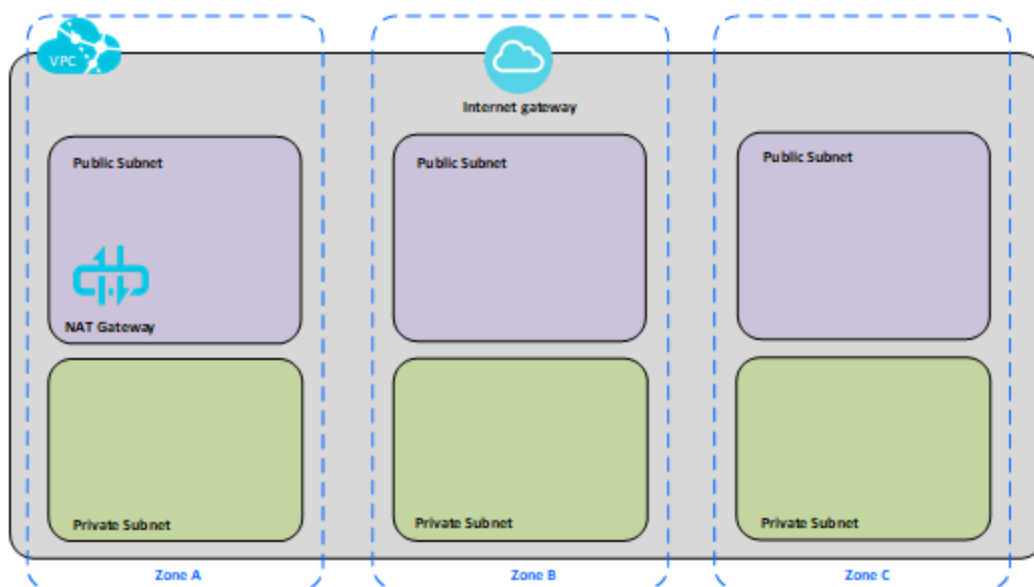 VPC
Internet gateway
Public Subnet
Public Subnet
Public Subnet
NAT Gateway
Private Subnet
Private Subnet
Private Subnet
Zone A
Zone B
Zone C